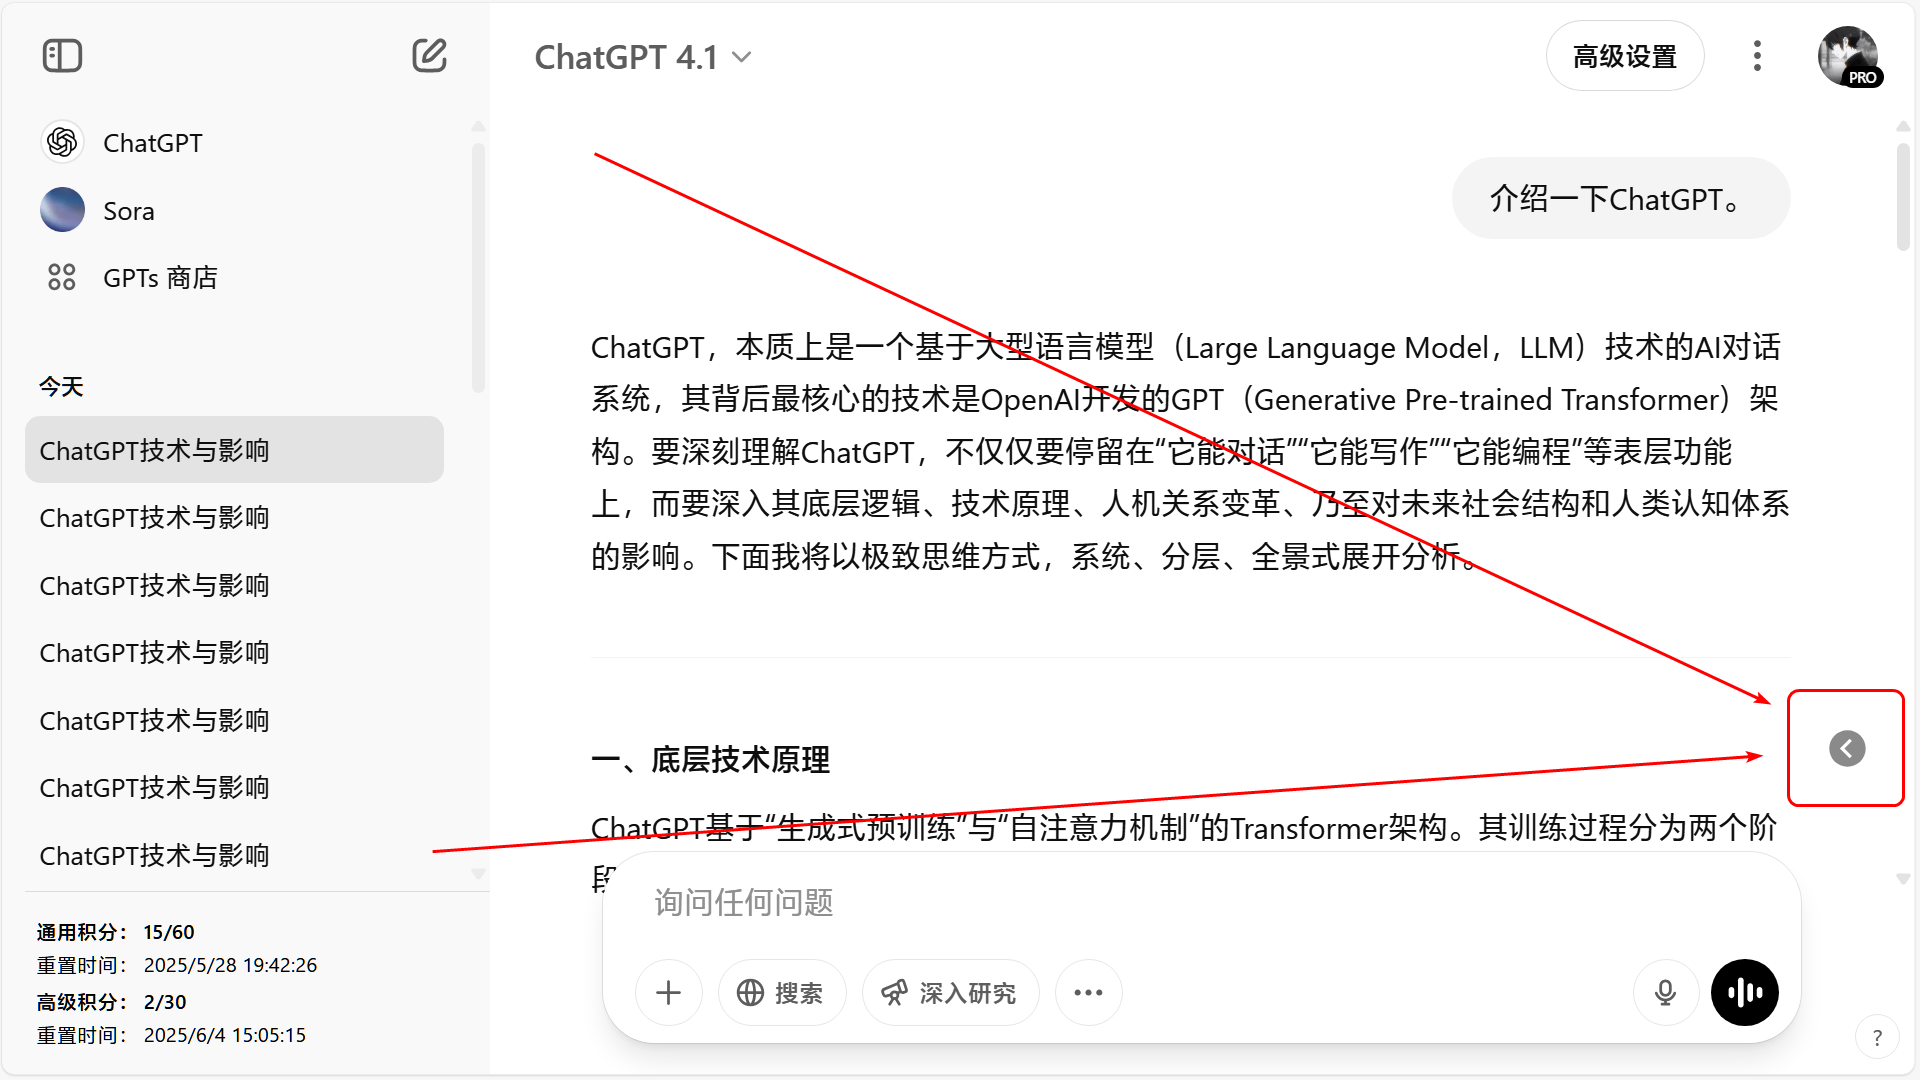 ChatGPT
Sora
GPTs 商店
今天
ChatGPT技术与影响
ChatGPT技术与影响
ChatGPT技术与影响
ChatGPT技术与影响
ChatGPT技术与影响
ChatGPT技术与影响
ChatGPT技术与影响
通用积分： 15/60
重置时间： 2025/5/28 19:42:26
高级积分： 2/30
重置时间： 2025/6/4 15:05:15
ChatGPT 4.1
高级设置
PRO
介绍一下ChatGPT。
ChatGPT，本质上是一个基于大型语言模型（Large Language Model，LLM）技术的AI对话
系统，其背后最核心的技术是OpenAI开发的GPT（Generative Pre-trained Transformer）架
构。要深刻理解ChatGPT，不仅仅要停留在“它能对话”“它能写作”“它能编程”等表层功能
上，而要深入其底层逻辑、技术原理、人机关系变革、乃至对未来社会结构和人类认知体系
的影响。下面我将以极致思维方式，系统、分层、全景式展开分析。
一、底层技术原理
ChatGPT基于“生成式预训练”与“自注意力机制”的Transformer架构。其训练过程分为两个阶
段
询问任何问题
搜索
深入研究
?